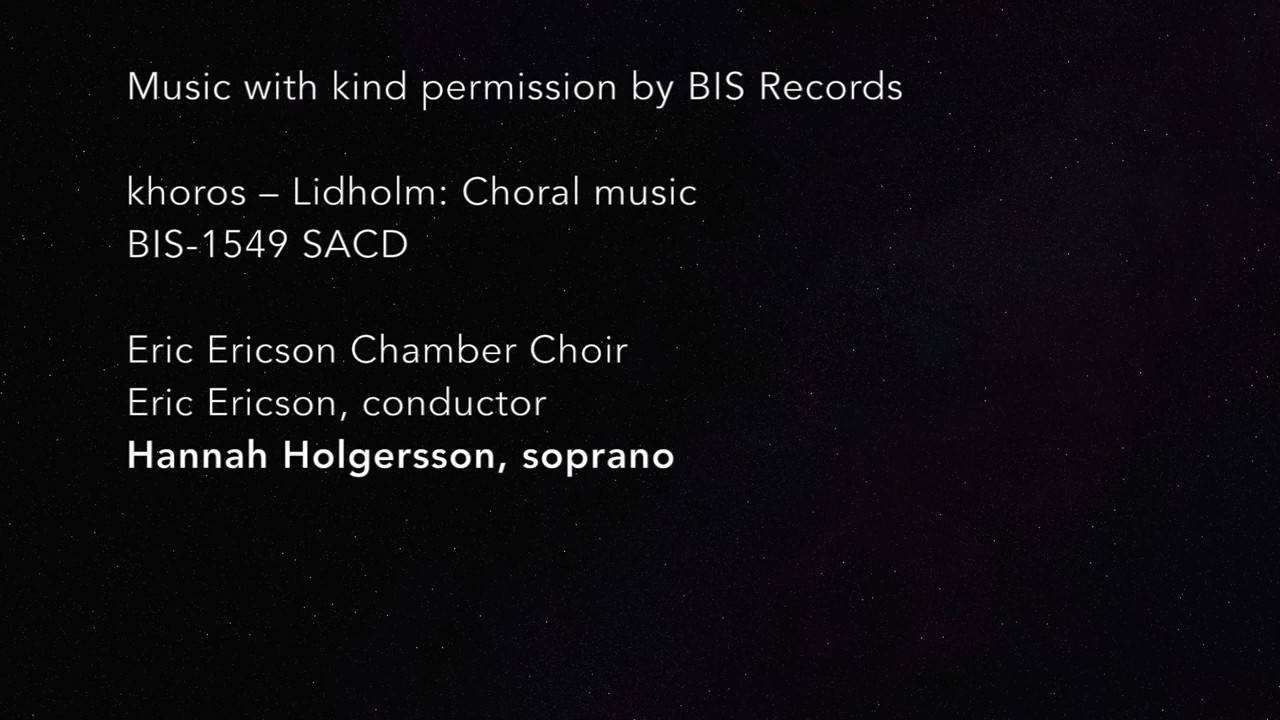 Music with kind permission by BIS Records
khoros – Lidholm: Choral music
BIS-1549 SACD
Eric Ericson Chamber Choir
Eric Ericson, conductor
Hannah Holgersson, soprano